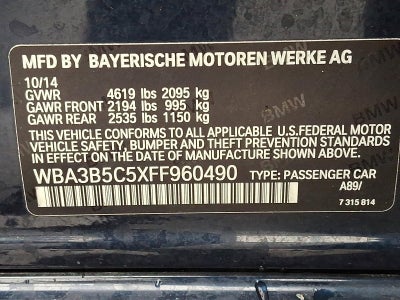 MFD BY BAYERISCHE MOTOREN WERKE AG
10/14
GVWR 4619 lbs 2095 kg
GAWR FRONT 2194 lbs 995 kg
GAWR REAR 2535 lbs 1150 kg
THIS VEHICLE CONFORMS TO ALL APPLICABLE U.S.FEDERAL MOTOR
VEHICLE SAFETY, BUMPER, AND THEFT PREVENTION STANDARDS
IN EFFECT ON THE DATE OF MANUFACTURE SHOWN ABOVE.
WBA3B5C5XFF960490 TYPE: PASSENGER CAR
A89/
7 315 814
BMW
BMW